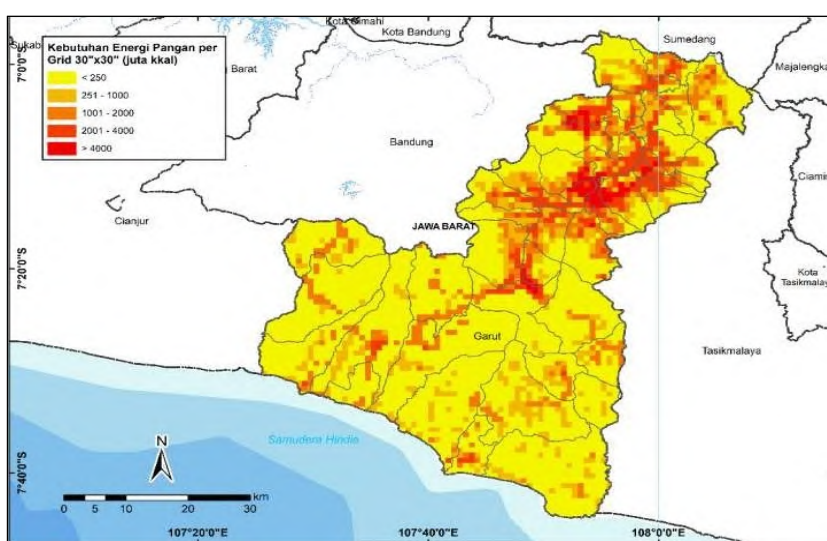 Kota Cimahi
Kota Bandung
Sumedang
Sukab
Kebutuhan Energi Pangan per
Grid 30"x30" (juta kkal)
< 250
251 - 1000
1001 - 2000
2001 - 4000
> 4000
Barat
Majalengka
Bandung
Ciamis
Cianjur
JAWA BARAT
Kota
Tasikmalaya
Garut
Tasikmalaya
Samudera Hindia
N
0 5 10 20 30
km
7°0'0"S
7°20'0"S
7°40'0"S
107°20'0"E
107°40'0"E
108°0'0"E